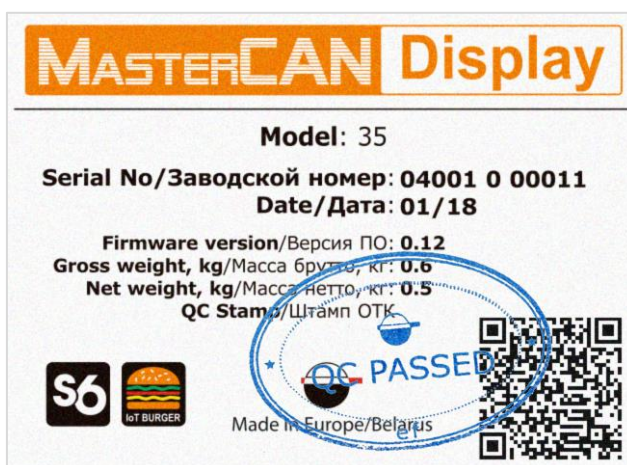 MASTERCAN Display
Model: 35
Serial No/Заводской номер: 04001 0 00011
Date/Дата: 01/18
Firmware version/Версия ПО: 0.12
Gross weight, kg/Масса брутто, кг: 0.6
Net weight, kg/Масса нетто, кг: 0.5
QC Stamp/Штамп ОТК
QC PASSED
S6
IoT BURGER
Made in Europe/Belarus